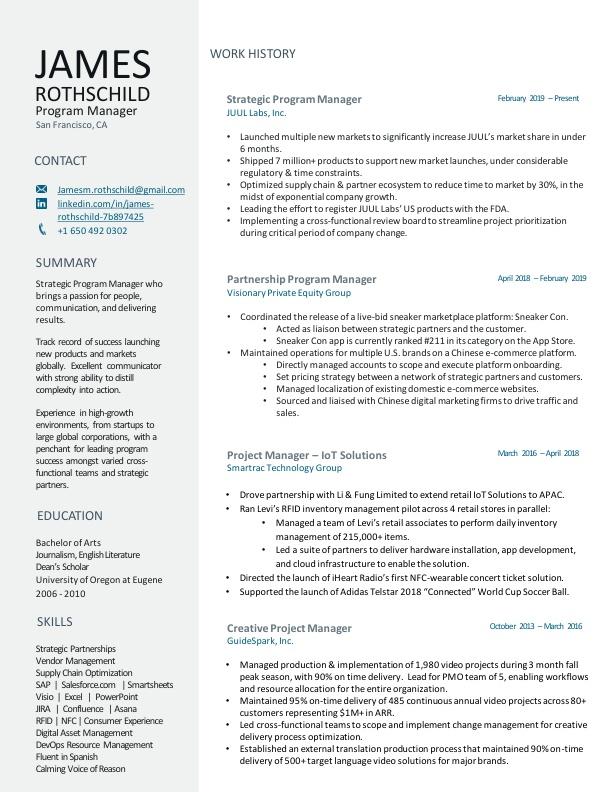 JAMES
ROTHSCHILD
Program Manager
San Francisco, CA
CONTACT
Jamesm.rothschild@gmail.com
linkedin.com/in/james-
rothschild-7b897425
+1 650 492 0302
SUMMARY
Strategic Program Manager who
brings a passion for people,
communication, and delivering
results.
Track record of success launching
new products and markets
globally. Excellent communicator
with strong ability to distill
complexity into action.
Experience in high-growth
environments, from startups to
large global corporations, with a
penchant for leading program
success amongst varied cross-
functional teams and strategic
partners.
EDUCATION
Bachelor of Arts
Journalism, English Literature
Dean's Scholar
University of Oregon at Eugene
2006 - 2010
SKILLS
Strategic Partnerships
Vendor Management
Supply Chain Optimization
SAP | Salesforce.com | Smartsheets
Visio | Excel | PowerPoint
JIRA | Confluence | Asana
RFID | NFC | Consumer Experience
Digital Asset Management
DevOps Resource Management
Fluent in Spanish
Calming Voice of Reason
WORK HISTORY
Strategic Program Manager February 2019 – Present
JUUL Labs, Inc.
• Launched multiple new markets to significantly increase JUUL's market share in under
6 months.
• Shipped 7 million+ products to support new market launches, under considerable
regulatory & time constraints.
• Optimized supply chain & partner ecosystem to reduce time to market by 30%, in the
midst of exponential company growth.
• Leading the effort to register JUUL Labs' US products with the FDA.
• Implementing a cross-functional review board to streamline project prioritization
during critical period of company change.
Partnership Program Manager April 2018 – February 2019
Visionary Private Equity Group
• Coordinated the release of a live-bid sneaker marketplace platform: Sneaker Con.
• Acted as liaison between strategic partners and the customer.
• Sneaker Con app is currently ranked #211 in its category on the App Store.
• Maintained operations for multiple U.S. brands on a Chinese e-commerce platform.
• Directly managed accounts to scope and execute platform onboarding.
• Set pricing strategy between a network of strategic partners and customers.
• Managed localization of existing domestic e-commerce websites.
• Sourced and liaised with Chinese digital marketing firms to drive traffic and
sales.
Project Manager – IoT Solutions March 2016 – April 2018
Smartrac Technology Group
• Drove partnership with Li & Fung Limited to extend retail IoT Solutions to APAC.
• Ran Levi's RFID inventory management pilot across 4 retail stores in parallel:
• Managed a team of Levi's retail associates to perform daily inventory
management of 215,000+ items.
• Led a suite of partners to deliver hardware installation, app development,
and cloud infrastructure to enable the solution.
• Directed the launch of iHeart Radio's first NFC-wearable concert ticket solution.
• Supported the launch of Adidas Telstar 2018 "Connected" World Cup Soccer Ball.
Creative Project Manager October 2013 – March 2016
GuideSpark, Inc.
• Managed production & implementation of 1,980 video projects during 3 month fall
peak season, with 90% on time delivery. Lead for PMO team of 5, enabling workflows
and resource allocation for the entire organization.
• Maintained 95% on-time delivery of 485 continuous annual video projects across 80+
customers representing $1M+ in ARR.
• Led cross-functional teams to scope and implement change management for creative
delivery process optimization.
• Established an external translation production process that maintained 90% on-time
delivery of 500+ target language video solutions for major brands.